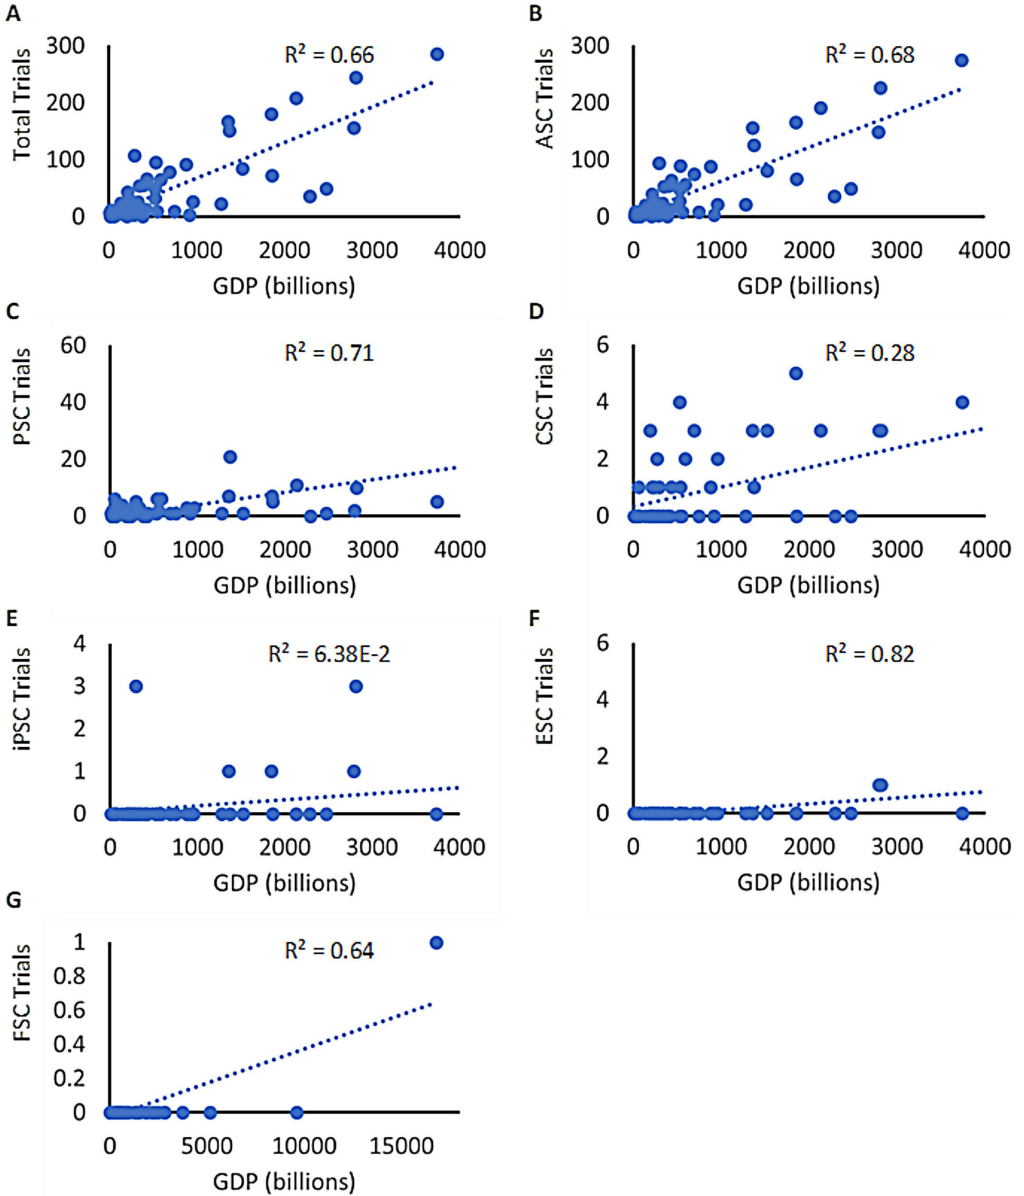 A
B
R² = 0.66
R² = 0.68
Total Trials
ASC Trials
300
200
100
0
300
200
100
0
0 1000 2000 3000 4000
0 1000 2000 3000 4000
GDP (billions)
GDP (billions)
C
D
R² = 0.71
R² = 0.28
PSC Trials
CSC Trials
60
40
20
0
6
4
2
0
0 1000 2000 3000 4000
0 1000 2000 3000 4000
GDP (billions)
GDP (billions)
E
F
R² = 6.38E-2
R² = 0.82
iPSC Trials
ESC Trials
4
3
2
1
0
6
4
2
0
0 1000 2000 3000 4000
0 1000 2000 3000 4000
GDP (billions)
GDP (billions)
G
R² = 0.64
FSC Trials
1
0.8
0.6
0.4
0.2
0
0 5000 10000 15000
GDP (billions)